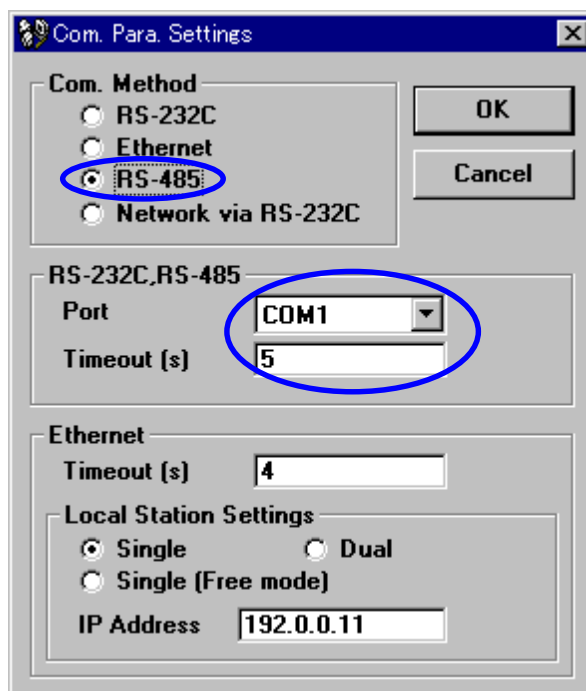 Com. Para. Settings
Com. Method
RS-232C
Ethernet
RS-485
Network via RS-232C
OK
Cancel
RS-232C,RS-485
Port COM1
Timeout (s) 5
Ethernet
Timeout (s) 4
Local Station Settings
Single Dual
Single (Free mode)
IP Address 192.0.0.11